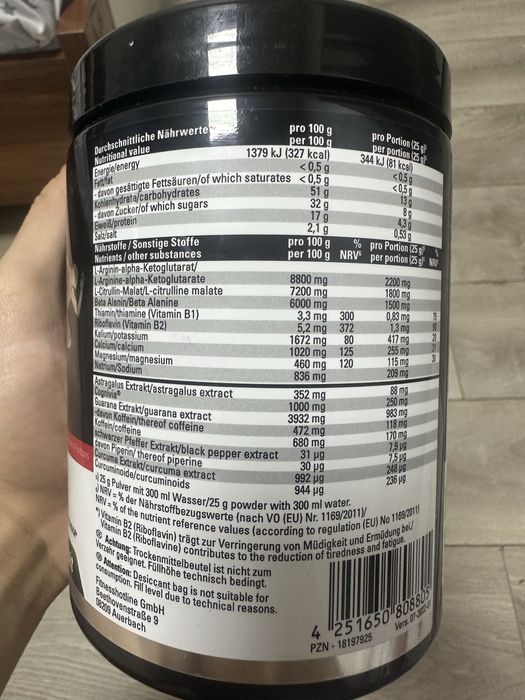 Durchschnittliche Nährwerte pro 100 g pro Portion (25 g)
Nutritional value per 100 g per portion (25 g)
Energie/energy 1379 kJ (327 kcal) 344 kJ (81 kcal)
Fett/fat < 0,5 g < 0,5 g
- davon gesättigte Fettsäuren/of which saturates < 0,5 g < 0,5 g
Kohlenhydrate/carbohydrates 51 g 13 g
- davon Zucker/of which sugars 32 g 8 g
Eiweiß/protein 17 g 4,3 g
Salz/salt 2,1 g 0,53 g
Nährstoffe / Sonstige Stoffe pro 100 g % pro Portion (25 g) %
Nutrients / other substances per 100 g NRV per portion (25 g) NRV
L-Arginin-alpha-Ketoglutarat/
L-Arginine-alpha-Ketoglutarate 8800 mg 2200 mg
L-Citrullin-Malat/L-citrulline malate 7200 mg 1800 mg
Beta Alanin/Beta Alanine 6000 mg 1500 mg
Thiamin/thiamine (Vitamin B1) 3,3 mg 300 0,83 mg 75
Riboflavin (Vitamin B2) 5,2 mg 372 1,3 mg
Kalium/potassium 1672 mg 80 417 mg 20
Calcium/calcium 1020 mg 125 255 mg
Magnesium/magnesium 460 mg 120 115 mg 30
Natrium/Sodium 836 mg 209 mg
Astragalus Extrakt/astragalus extract 352 mg 88 mg
Cognivia® 1000 mg 250 mg
Guarana Extrakt/guarana extract 3932 mg 983 mg
-davon Koffein/thereof coffeine 472 mg 118 mg
Koffein/coffeine 680 mg 170 mg
schwarzer Pfeffer Extrakt/black pepper extract 31 µg 7,9 µg
davon Piperin/ thereof piperine 30 µg 7,5 µg
Curcuma Extrakt/curcuma extract 992 µg 248 µg
Curcuminoide/curcuminoids 944 µg 236 µg
25 g Pulver mit 300 ml Wasser/25 g powder with 300 ml water.
NRV = % der Nährstoffbezugswerte (nach VO (EU) Nr. 1169/2011)/
NRV = % of the nutrient reference values (according to regulation (EU) No 1169/2011)
*) Vitamin B2 (Riboflavin) trägt zur Verringerung von Müdigkeit und Ermüdung bei./
Vitamin B2 (Riboflavine) contributes to the reduction of tiredness and fatigue.
Achtung: Trockenmittelbeutel ist nicht zum
Verzehr geeignet. Füllhöhe technisch bedingt.
Attention: Desiccant bag is not suitable for
consumption. Fill level due to technical reasons.
Fitnesshotline GmbH
Beethovenstraße 9
08209 Auerbach
4 251650 808805
PZN - 18197925